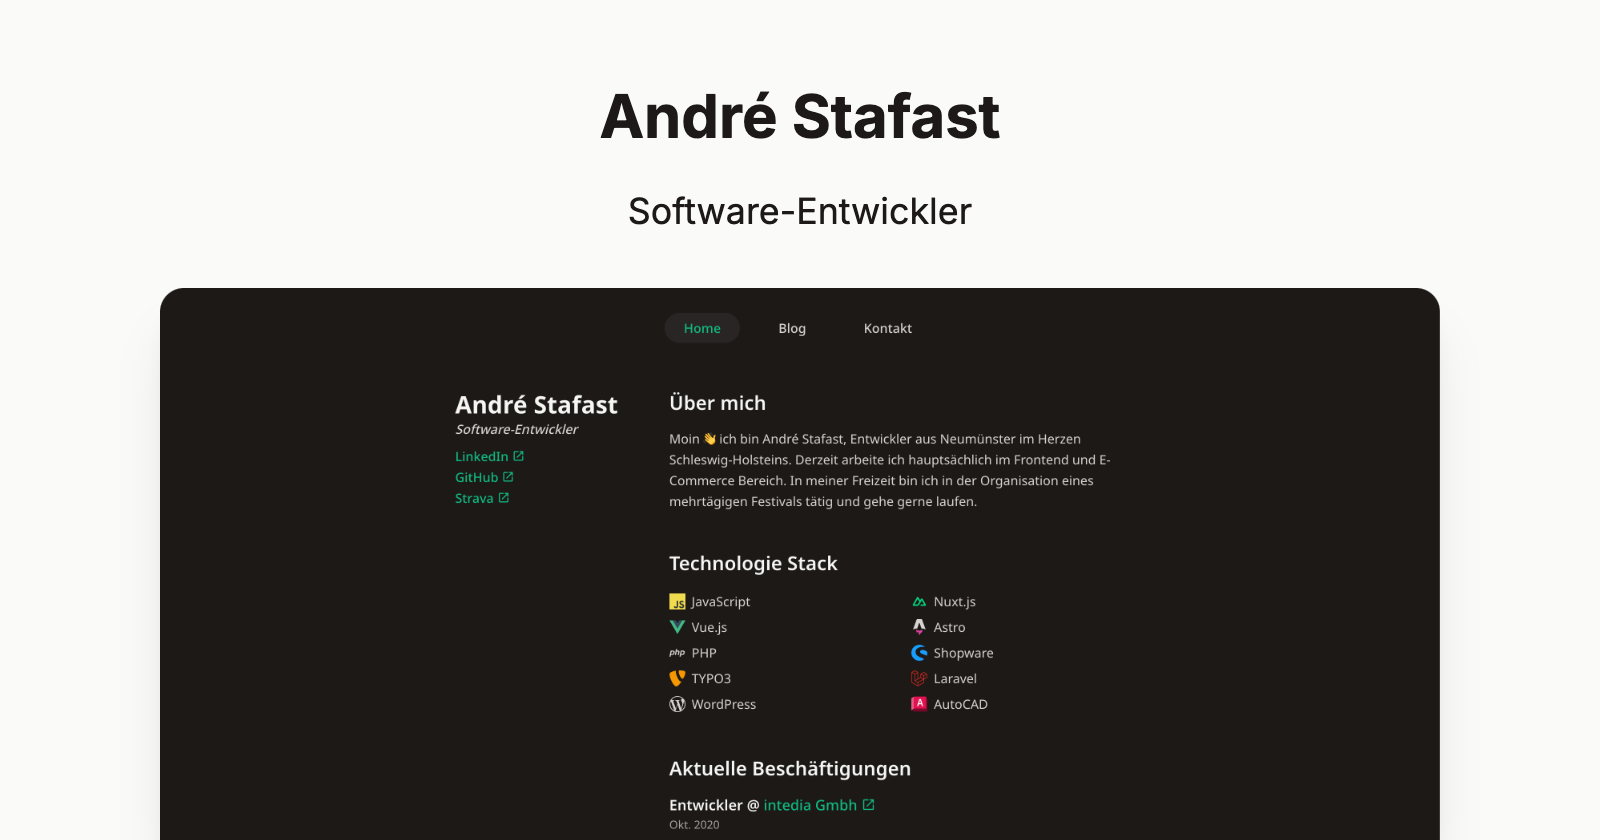 André Stafast
Software-Entwickler
Home Blog Kontakt
André Stafast
Software-Entwickler
LinkedIn
GitHub
Strava
Über mich
Moin 👋 ich bin André Stafast, Entwickler aus Neumünster im Herzen
Schleswig-Holsteins. Derzeit arbeite ich hauptsächlich im Frontend und E-
Commerce Bereich. In meiner Freizeit bin ich in der Organisation eines
mehrtägigen Festivals tätig und gehe gerne laufen.
Technologie Stack
JS JavaScript
Vue.js
php PHP
TYPO3
WordPress
Nuxt.js
Astro
Shopware
Laravel
A AutoCAD
Aktuelle Beschäftigungen
Entwickler @ intedia Gmbh
Okt. 2020